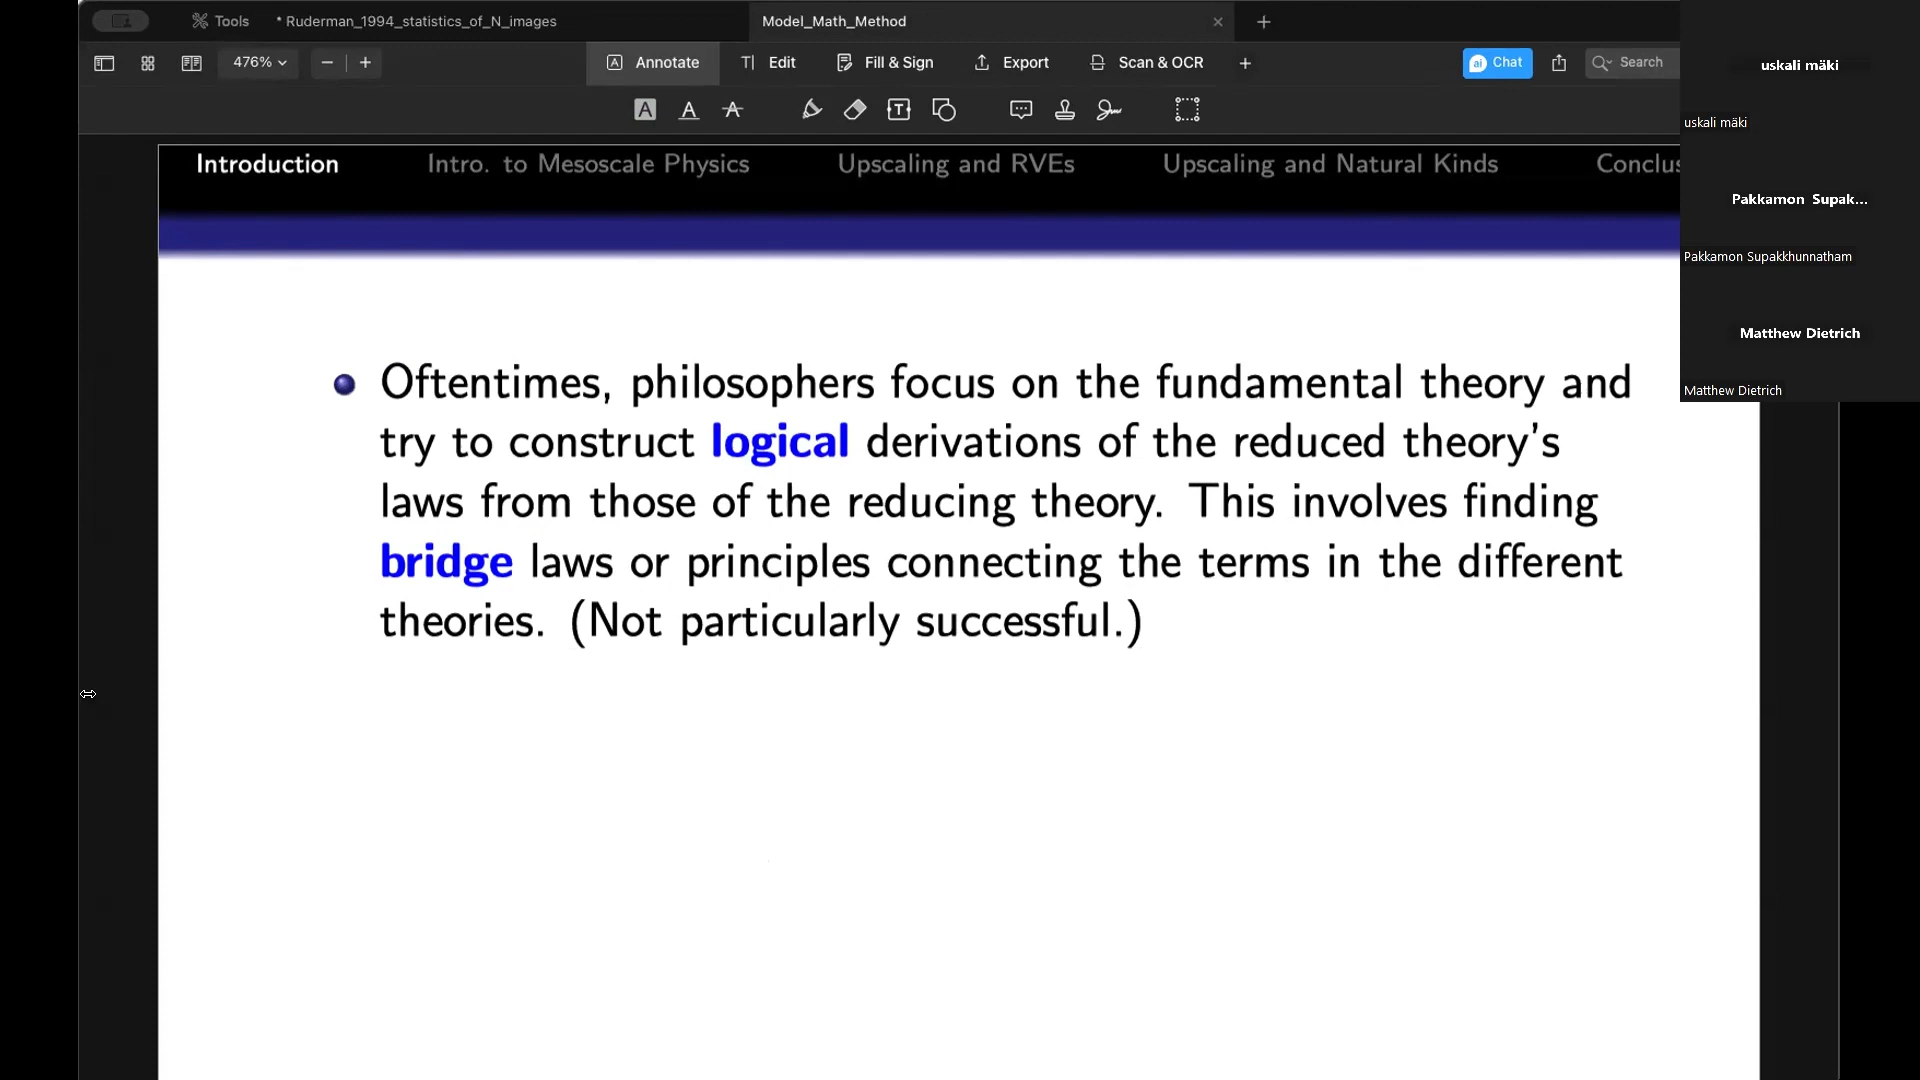 Tools
* Ruderman_1994_statistics_of_N_images
Model_Math_Method
476%
Annotate
Edit
Fill & Sign
Export
Scan & OCR
Chat
Search
Introduction
Intro. to Mesoscale Physics
Upscaling and RVEs
Upscaling and Natural Kinds
Conclus
Oftentimes, philosophers focus on the fundamental theory and
try to construct logical derivations of the reduced theory's
laws from those of the reducing theory. This involves finding
bridge laws or principles connecting the terms in the different
theories. (Not particularly successful.)
uskali mäki
uskali mäki
Pakkamon Supak...
Pakkamon Supakkhunnatham
Matthew Dietrich
Matthew Dietrich